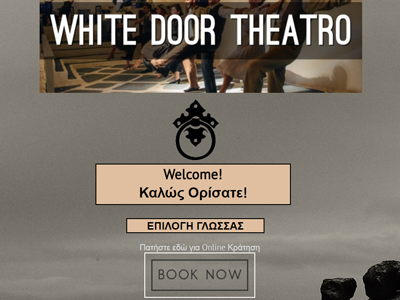 WHITE DOOR THEATRO
Welcome!
Καλώς Ορίσατε!
ΕΠΙΛΟΓΗ ΓΛΩΣΣΑΣ
Πατήστε εδώ για Online Κράτηση
BOOK NOW